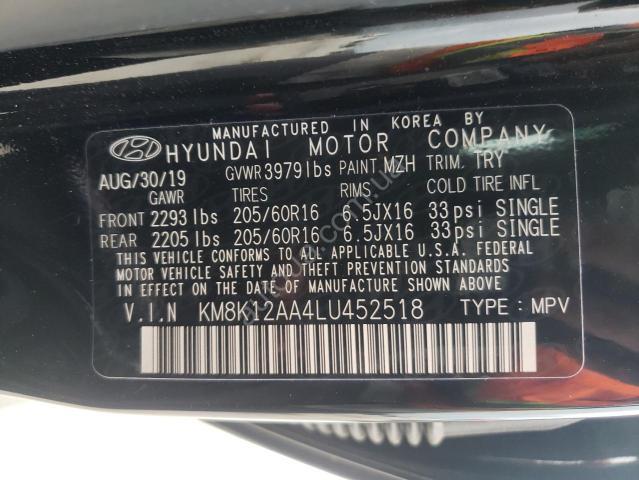 MANUFACTURED IN KOREA BY
HYUNDAI MOTOR COMPANY
AUG/30/19 GVWR 3979lbs PAINT MZH TRIM. TRY
GAWR TIRES RIMS COLD TIRE INFL
FRONT 2293 lbs 205/60R16 6.5JX16 33psi SINGLE
REAR 2205 lbs 205/60R16 6.5JX16 33psi SINGLE
THIS VEHICLE CONFORMS TO ALL APPLICABLE U.S.A. FEDERAL
MOTOR VEHICLE SAFETY AND THEFT PREVENTION STANDARDS IN
EFFECT ON THE DATE OF MANUFACTURE SHOWN ABOVE.
V.I.N KM8K12AA4LU452518 TYPE: MPV